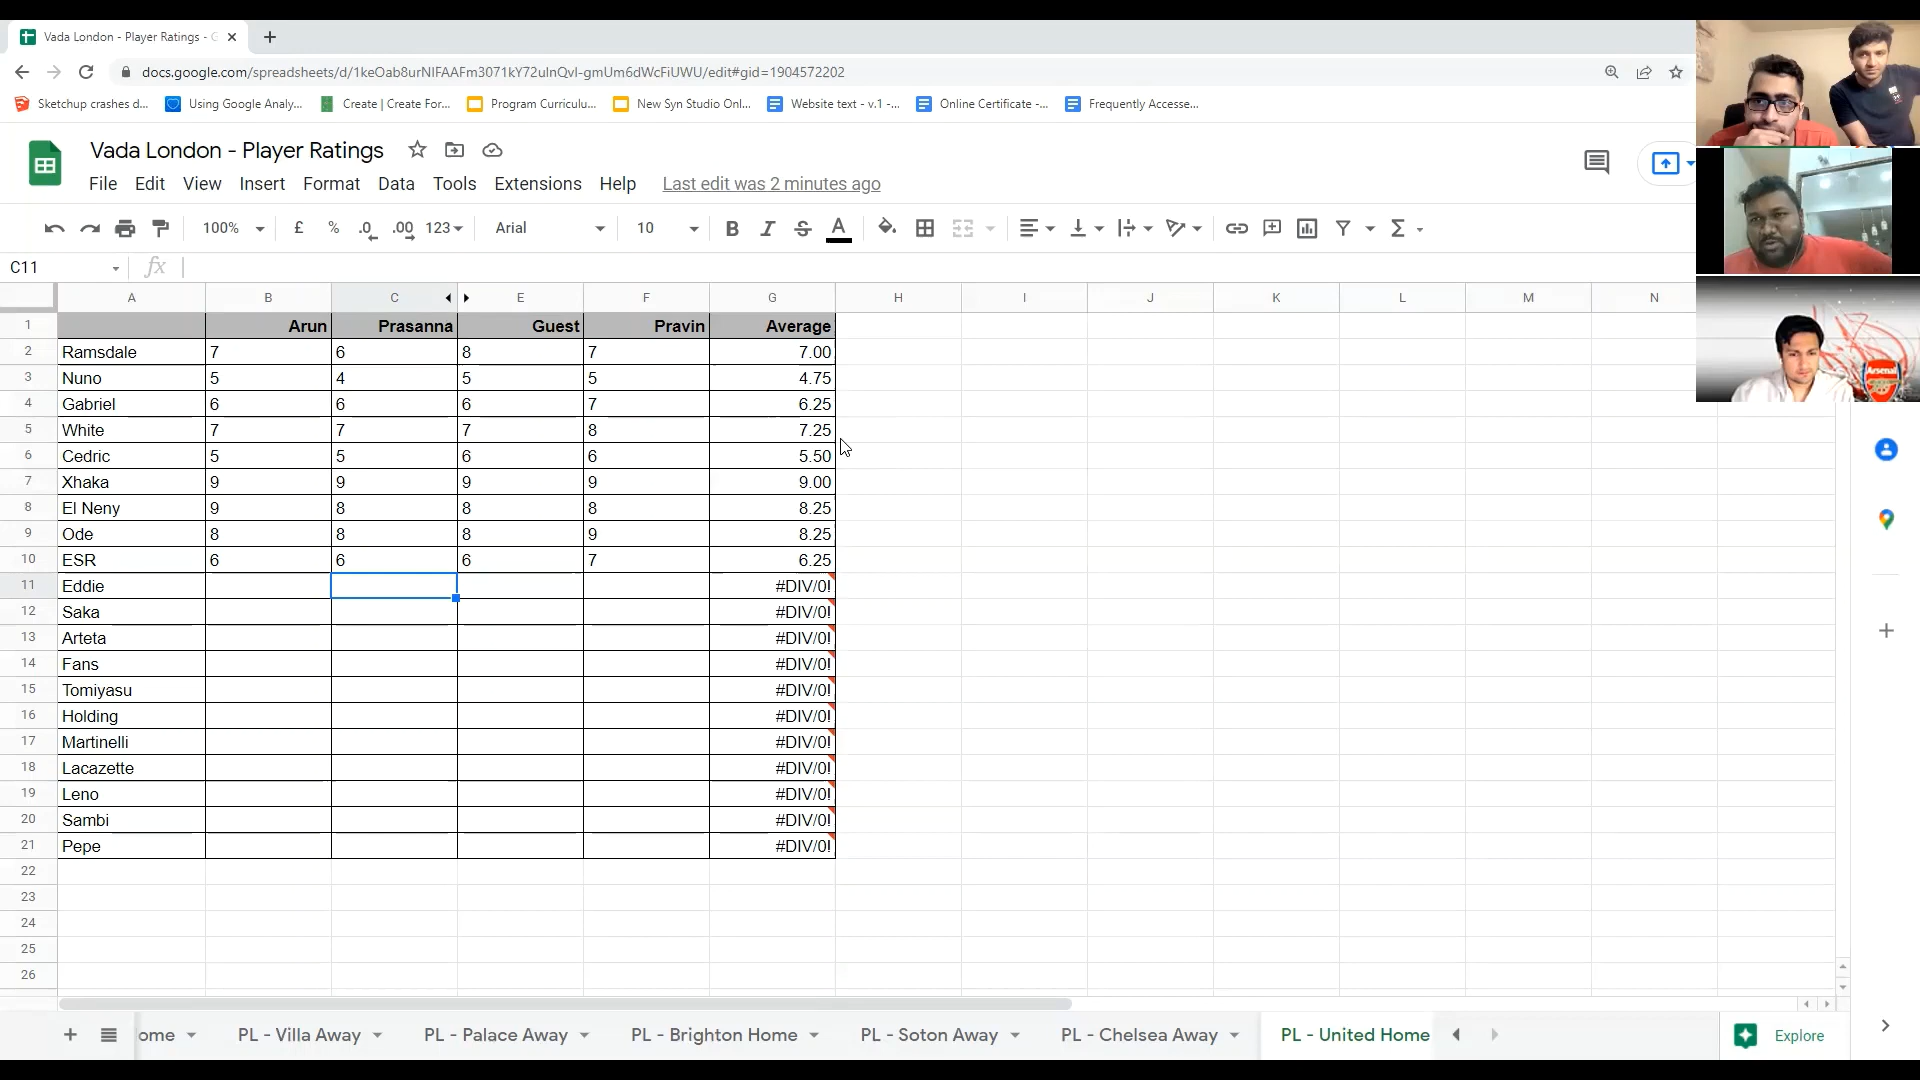 Vada London - Player Ratings - G
docs.google.com/spreadsheets/d/1keOab8urNIFAAFm3071kY72uInQvI-gmUm6dWcFiUWU/edit#gid=1904572202
Sketchup crashes d... Using Google Analy... Create | Create For... Program Curriculu... New Syn Studio Onl... Website text - v.1 -... Online Certificate -... Frequently Accesse...
Vada London - Player Ratings
File Edit View Insert Format Data Tools Extensions Help Last edit was 2 minutes ago
100% £ % .0 .00 123 Arial 10 B I S A Σ
C11 fx
A B C E F G H I J K L M N
1 Arun Prasanna Guest Pravin Average
2 Ramsdale 7 6 8 7 7.00
3 Nuno 5 4 5 5 4.75
4 Gabriel 6 6 6 7 6.25
5 White 7 7 7 8 7.25
6 Cedric 5 5 6 6 5.50
7 Xhaka 9 9 9 9 9.00
8 El Neny 9 8 8 8 8.25
9 Ode 8 8 8 9 8.25
10 ESR 6 6 6 7 6.25
11 Eddie #DIV/0!
12 Saka #DIV/0!
13 Arteta #DIV/0!
14 Fans #DIV/0!
15 Tomiyasu #DIV/0!
16 Holding #DIV/0!
17 Martinelli #DIV/0!
18 Lacazette #DIV/0!
19 Leno #DIV/0!
20 Sambi #DIV/0!
21 Pepe #DIV/0!
22
23
24
25
26
Arsenal
ome PL - Villa Away PL - Palace Away PL - Brighton Home PL - Soton Away PL - Chelsea Away PL - United Home Explore